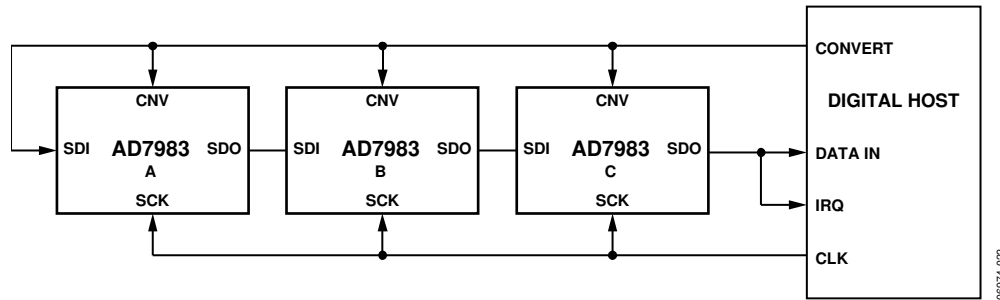 CONVERT
DIGITAL HOST
DATA IN
IRQ
CLK
CNV
SDI AD7983 SDO
A
SCK
CNV
SDI AD7983 SDO
B
SCK
CNV
SDI AD7983 SDO
C
SCK